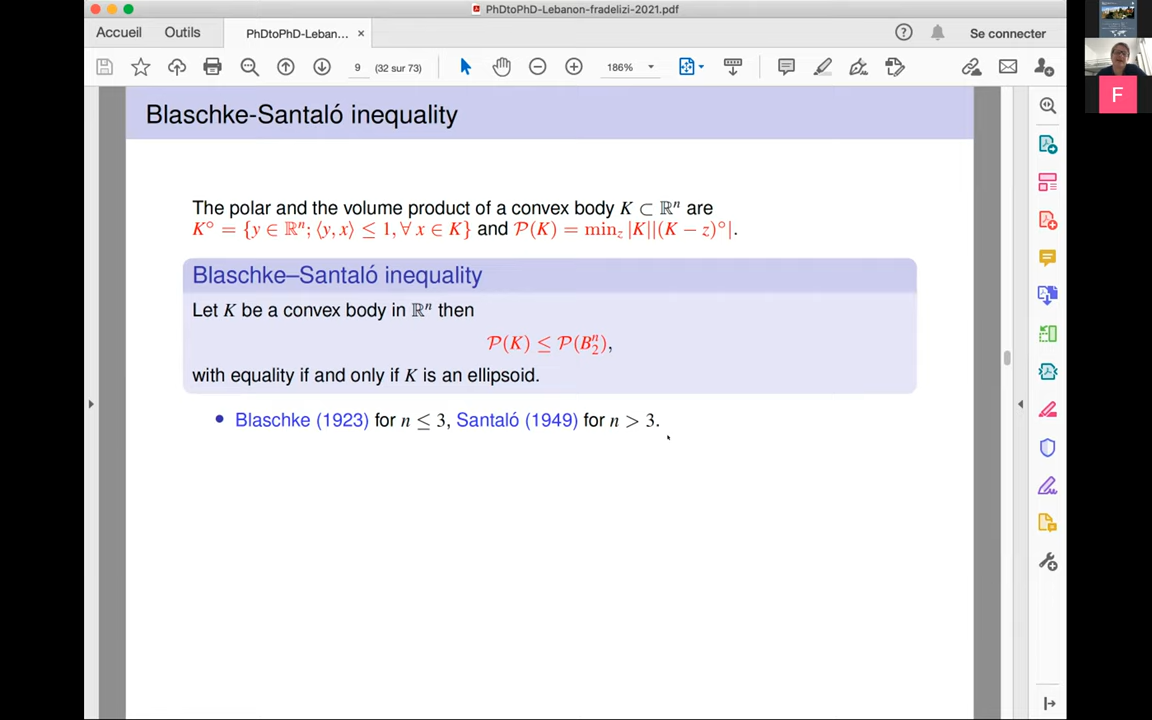 PhDtoPhD-Lebanon-fradelizi-2021.pdf
Accueil Outils PhDtoPhD-Leban... × Se connecter
9 (32 sur 73) 186%
F
Blaschke-Santaló inequality
The polar and the volume product of a convex body K ⊂ ℝⁿ are
K° = {y ∈ ℝⁿ; ⟨y, x⟩ ≤ 1, ∀ x ∈ K} and 𝒫(K) = min_z |K||(K − z)°|.
Blaschke–Santaló inequality
Let K be a convex body in ℝⁿ then
𝒫(K) ≤ 𝒫(B₂ⁿ),
with equality if and only if K is an ellipsoid.
• Blaschke (1923) for n ≤ 3, Santaló (1949) for n > 3.